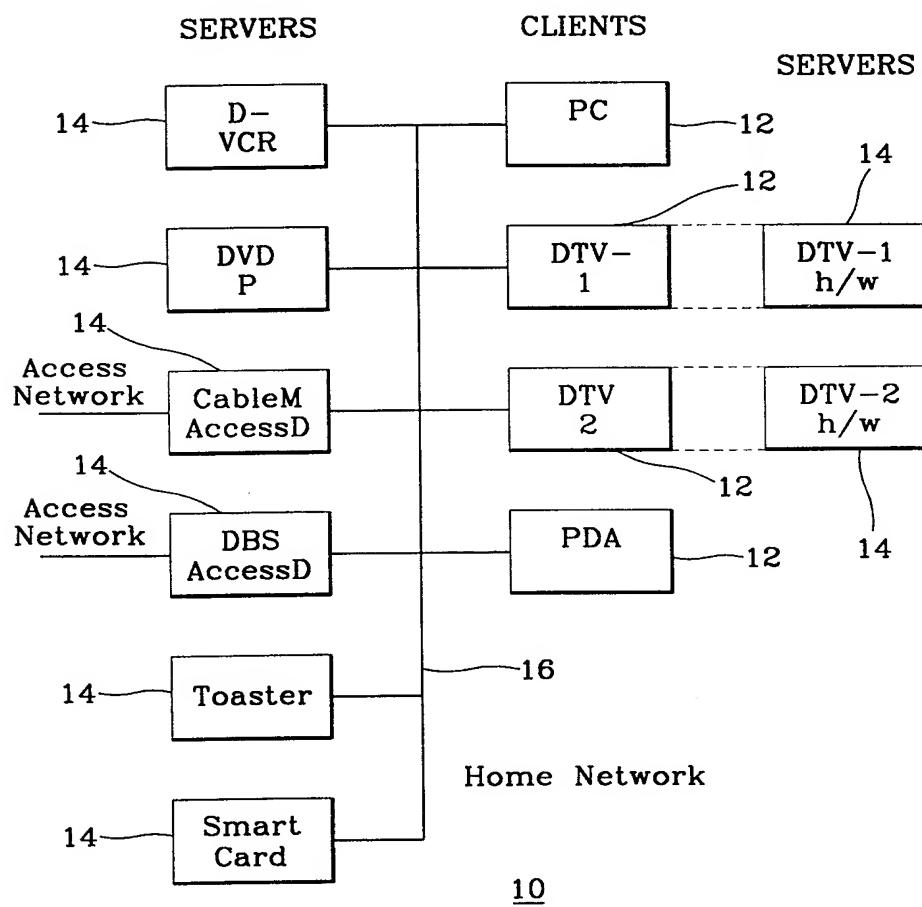 SERVERS
CLIENTS
SERVERS
14
D-
VCR
PC
12
14
12
14
DVD
P
DTV-
1
DTV-1
h/w
14
Access
Network
CableM
AccessD
DTV
2
DTV-2
h/w
12
14
14
Access
Network
DBS
AccessD
PDA
12
14
Toaster
16
Home Network
14
Smart
Card
10